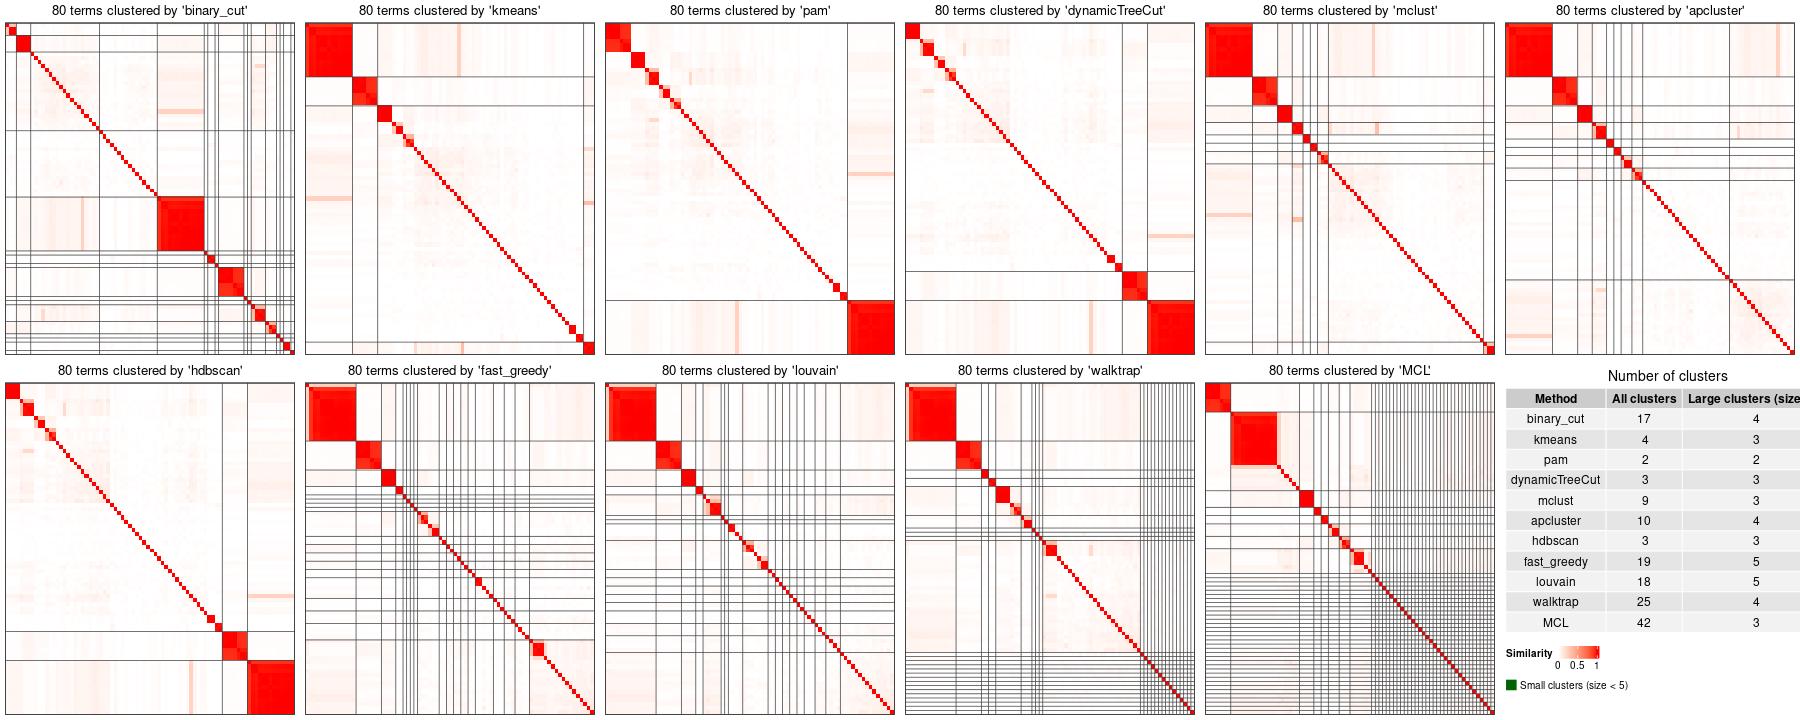 80 terms clustered by 'binary_cut'
80 terms clustered by 'kmeans'
80 terms clustered by 'pam'
80 terms clustered by 'dynamicTreeCut'
80 terms clustered by 'mclust'
80 terms clustered by 'apcluster'
80 terms clustered by 'hdbscan'
80 terms clustered by 'fast_greedy'
80 terms clustered by 'louvain'
80 terms clustered by 'walktrap'
80 terms clustered by 'MCL'
Number of clusters
Method All clusters Large clusters (size
binary_cut 17 4
kmeans 4 3
pam 2 2
dynamicTreeCut 3 3
mclust 9 3
apcluster 10 4
hdbscan 3 3
fast_greedy 19 5
louvain 18 5
walktrap 25 4
MCL 42 3
Similarity
0 0.5 1
Small clusters (size < 5)